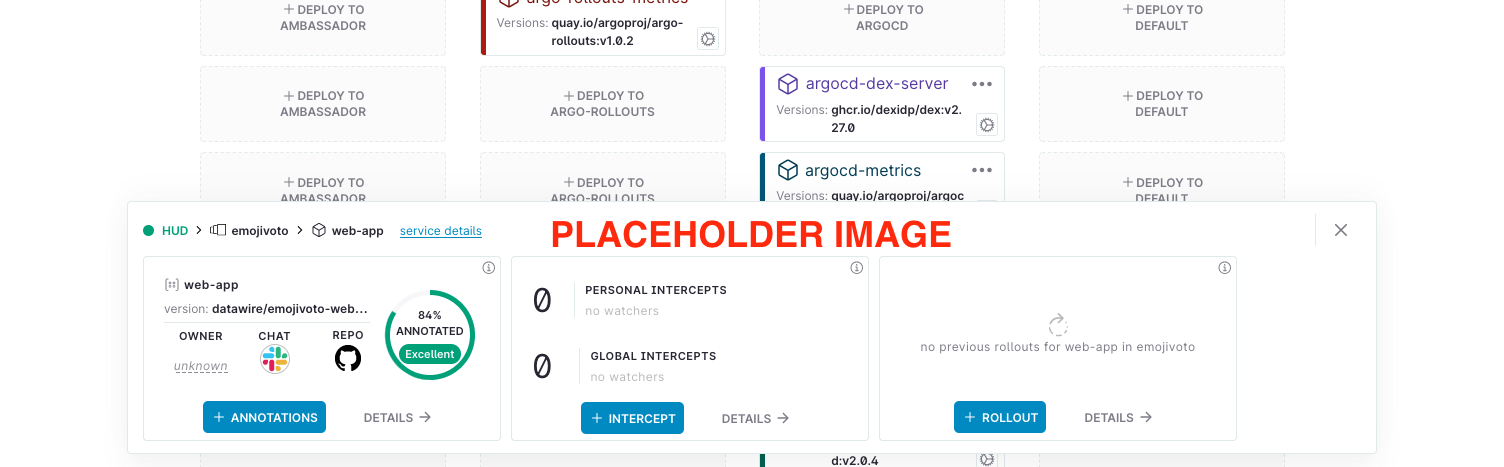 + DEPLOY TO
AMBASSADOR
argo-rollouts-metrics
Versions: quay.io/argoproj/argo-
rollouts:v1.0.2
+ DEPLOY TO
ARGOCD
+ DEPLOY TO
DEFAULT
+ DEPLOY TO
AMBASSADOR
+ DEPLOY TO
ARGO-ROLLOUTS
argocd-dex-server
Versions: ghcr.io/dexidp/dex:v2.
27.0
+ DEPLOY TO
DEFAULT
+ DEPLOY TO
AMBASSADOR
+ DEPLOY TO
ARGO-ROLLOUTS
argocd-metrics
Versions: quay.io/argoproj/argoc
+ DEPLOY TO
DEFAULT
HUD > emojivoto > web-app service details
PLACEHOLDER IMAGE
web-app
version: datawire/emojivoto-web...
OWNER
unknown
CHAT
REPO
84%
ANNOTATED
Excellent
+ ANNOTATIONS
DETAILS →
0
PERSONAL INTERCEPTS
no watchers
0
GLOBAL INTERCEPTS
no watchers
+ INTERCEPT
DETAILS →
no previous rollouts for web-app in emojivoto
+ ROLLOUT
DETAILS →
d:v2.0.4